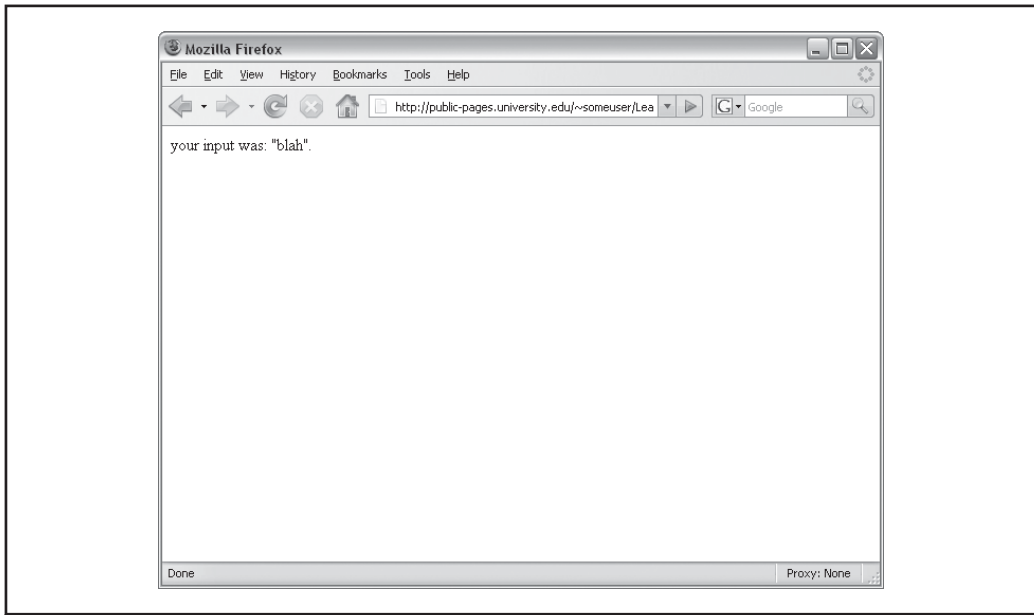 Mozilla Firefox
File Edit View History Bookmarks Tools Help
http://public-pages.university.edu/~someuser/Lea G Google
your input was: "blah".
Done Proxy: None